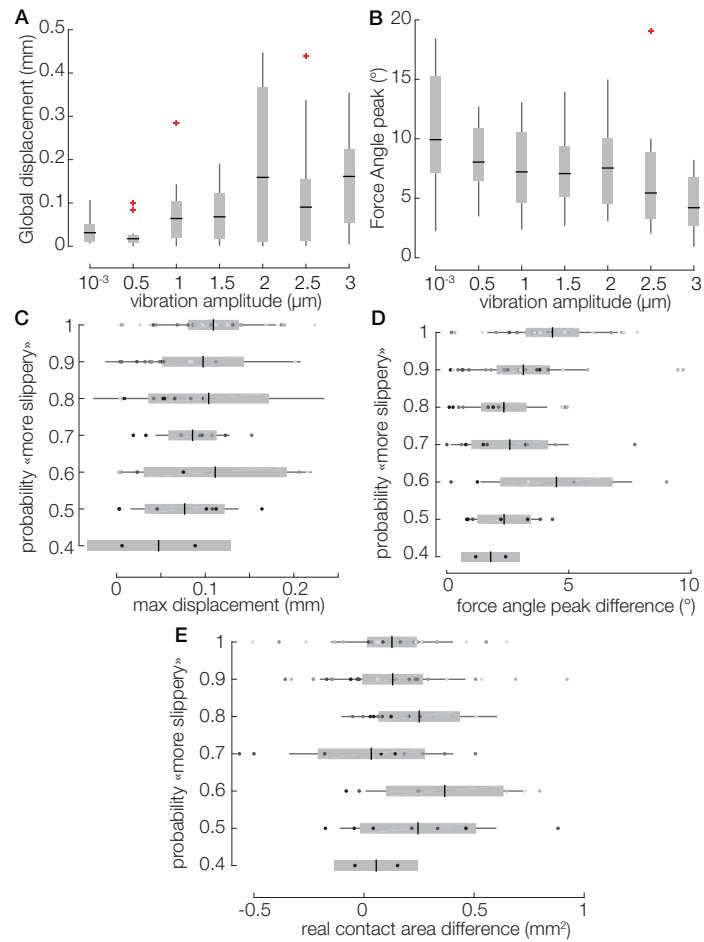 A
Global displacement (mm)
0.5
0.4
0.3
0.2
0.1
0
10-3 0.5 1 1.5 2 2.5 3
vibration amplitude (μm)
B
Force Angle peak (°)
20
15
10
5
0
10-3 0.5 1 1.5 2 2.5 3
vibration amplitude (μm)
C
probability «more slippery»
1
0.9
0.8
0.7
0.6
0.5
0.4
0 0.1 0.2
max displacement (mm)
D
probability «more slippery»
1
0.9
0.8
0.7
0.6
0.5
0.4
0 5 10
force angle peak difference (°)
E
probability «more slippery»
1
0.9
0.8
0.7
0.6
0.5
0.4
-0.5 0 0.5 1
real contact area difference (mm²)